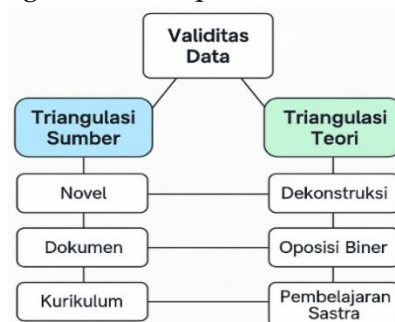 Validitas
Data
Triangulasi
Sumber
Triangulasi
Teori
Novel
Dekonstruksi
Dokumen
Oposisi Biner
Kurikulum
Pembelajaran
Sastra